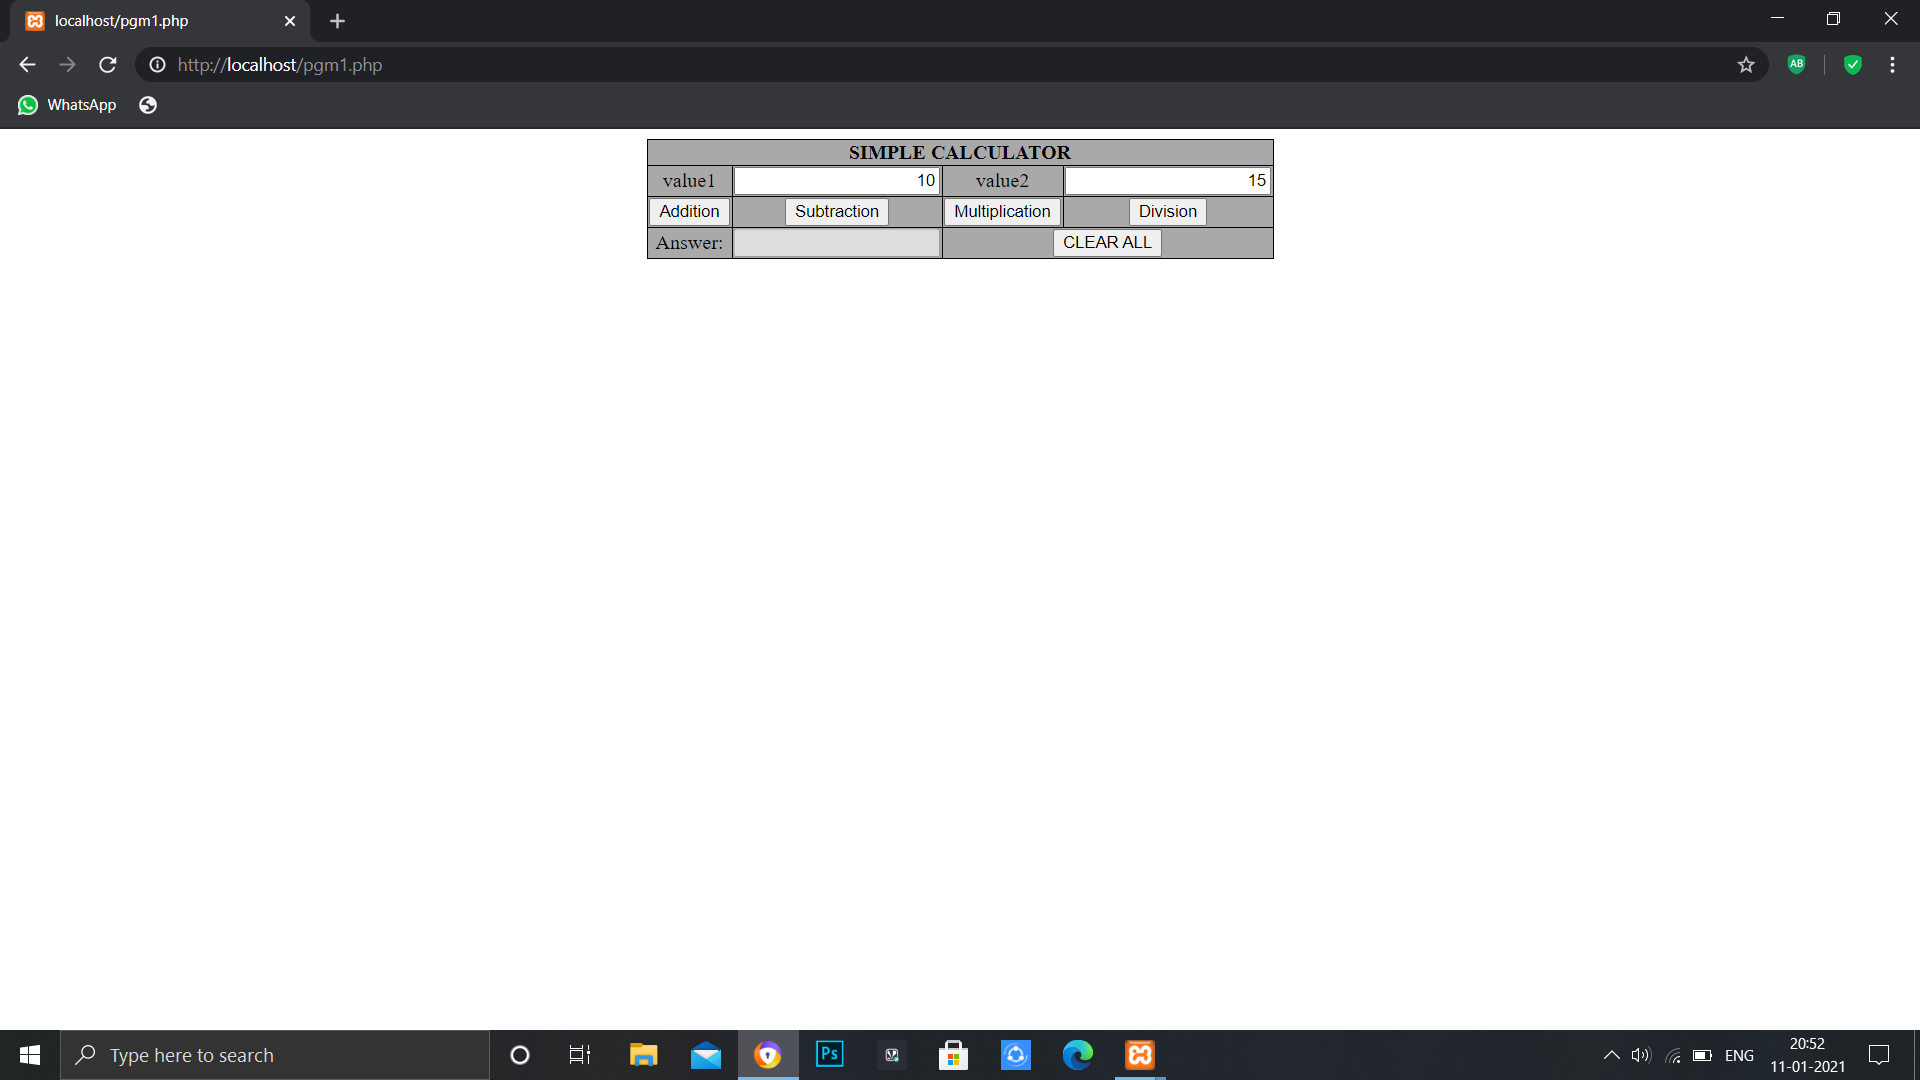 localhost/pgm1.php
http://localhost/pgm1.php
AB
WhatsApp
SIMPLE CALCULATOR
value1 10 value2 15
Addition Subtraction Multiplication Division
Answer: CLEAR ALL
Type here to search
Ps
ENG
20:52
11-01-2021